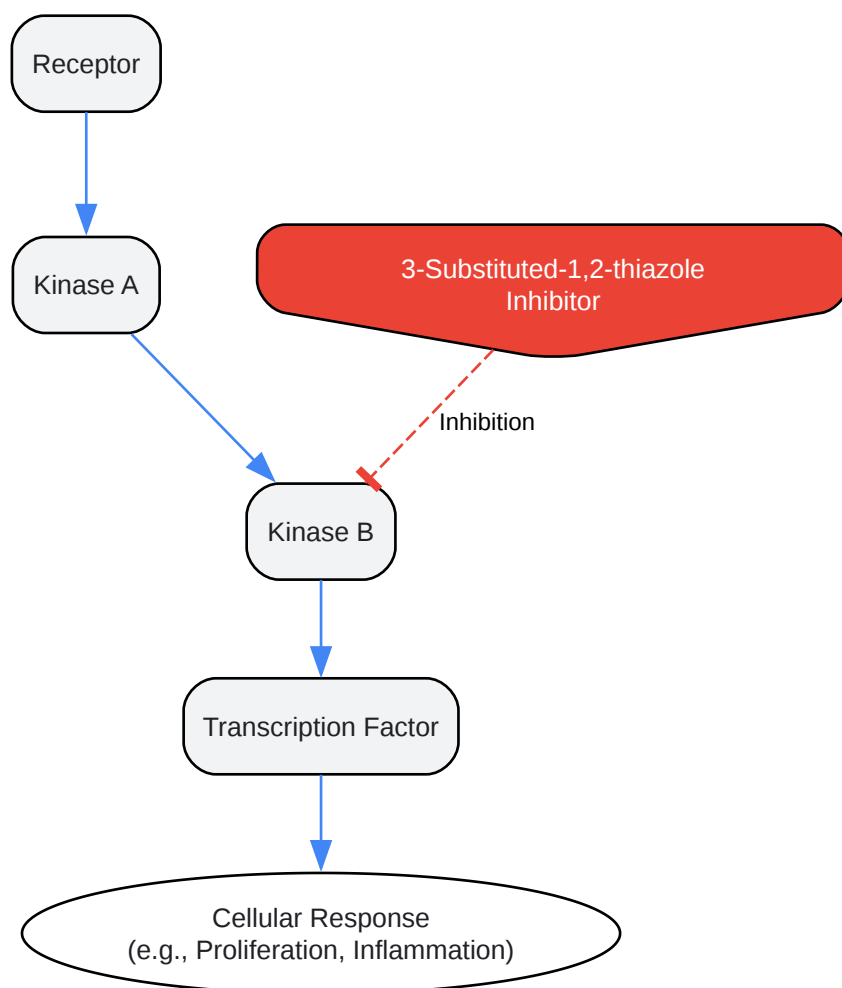 Receptor
Kinase A
3-Substituted-1,2-thiazole
Inhibitor
Inhibition
Kinase B
Transcription Factor
Cellular Response
(e.g., Proliferation, Inflammation)